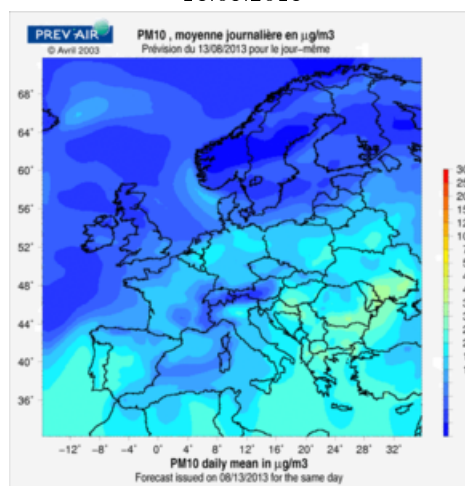 PREV'AIR
© Avril 2003
PM10 , moyenne journalière en µg/m3
Prévision du 13/08/2013 pour le jour-même
68°
64°
60°
56°
52°
48°
44°
40°
36°
−12° −8° −4° 0° 4° 8° 12° 16° 20° 24° 28° 32°
PM10 daily mean in µg/m3
Forecast issued on 08/13/2013 for the same day